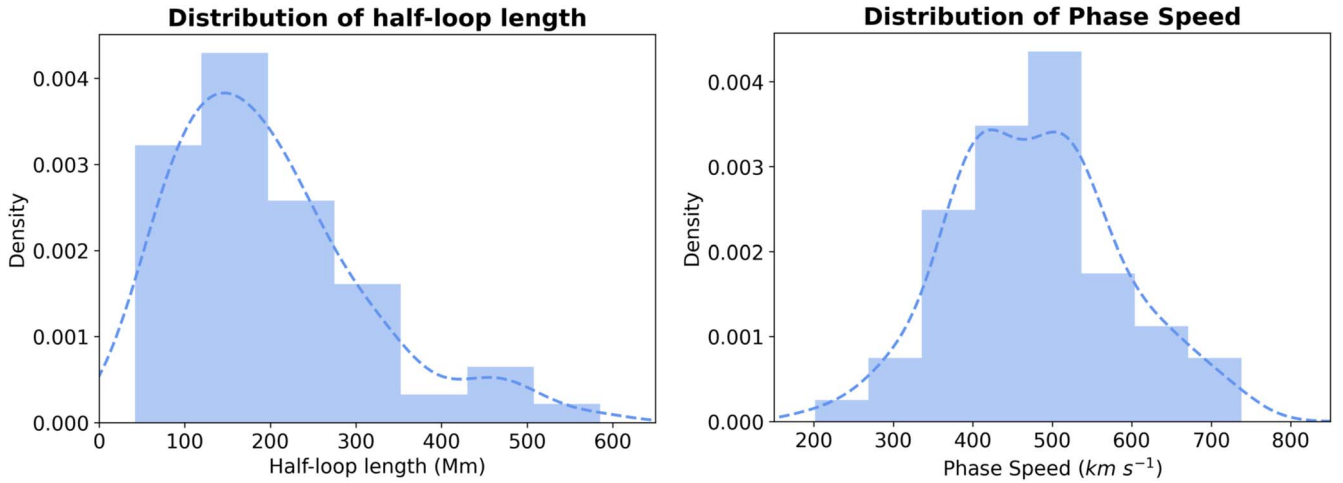 Distribution of half-loop length
0.004
0.003
0.002
0.001
0.000
Density
0 100 200 300 400 500 600
Half-loop length (Mm)
Distribution of Phase Speed
0.004
0.003
0.002
0.001
0.000
Density
200 300 400 500 600 700 800
Phase Speed (km s⁻¹)